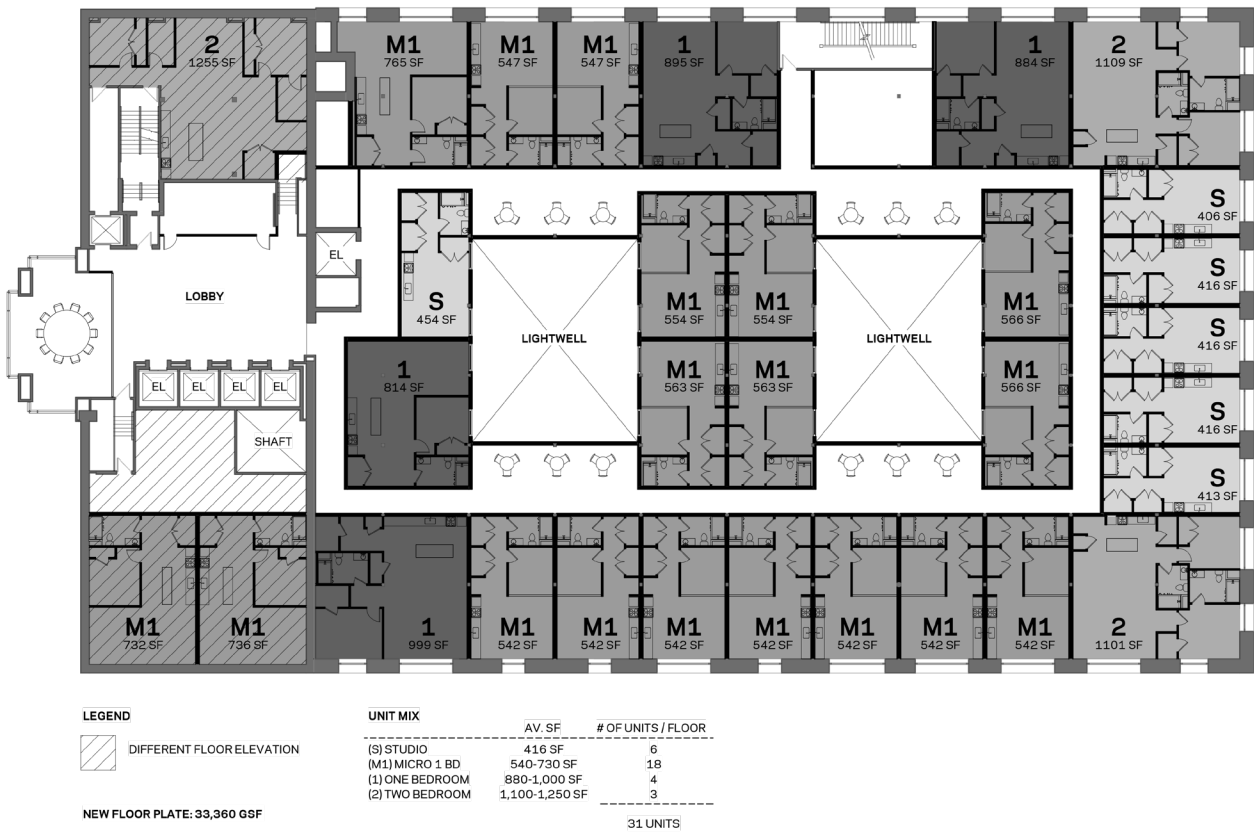 2
1255 SF
M1
765 SF
M1
547 SF
M1
547 SF
1
895 SF
1
884 SF
2
1109 SF
S
406 SF
S
416 SF
S
416 SF
S
416 SF
S
413 SF
EL
LOBBY
S
454 SF
LIGHTWELL
M1
554 SF
M1
554 SF
LIGHTWELL
M1
566 SF
1
814 SF
M1
563 SF
M1
563 SF
M1
566 SF
EL
EL
EL
EL
SHAFT
M1
732 SF
M1
736 SF
1
999 SF
M1
542 SF
M1
542 SF
M1
542 SF
M1
542 SF
M1
542 SF
M1
542 SF
M1
542 SF
2
1101 SF
LEGEND
DIFFERENT FLOOR ELEVATION
NEW FLOOR PLATE: 33,360 GSF
UNIT MIX
AV. SF # OF UNITS / FLOOR
(S) STUDIO 416 SF 6
(M1) MICRO 1 BD 540-730 SF 18
(1) ONE BEDROOM 880-1,000 SF 4
(2) TWO BEDROOM 1,100-1,250 SF 3
31 UNITS